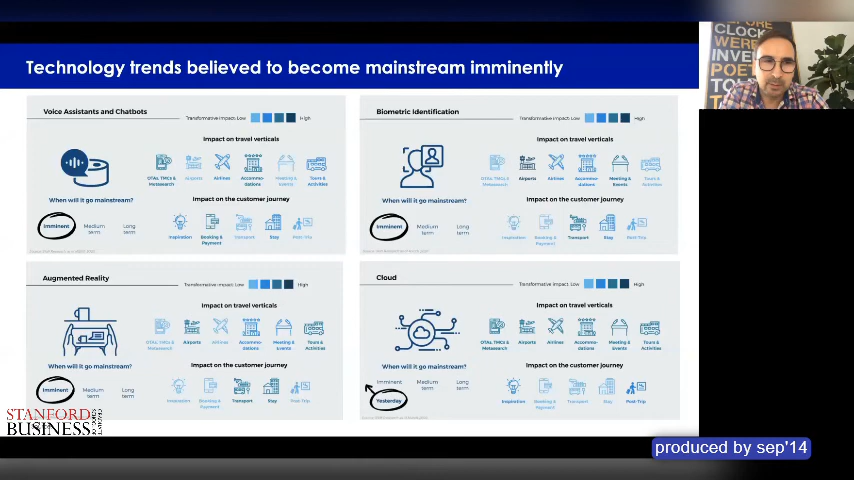 Technology trends believed to become mainstream imminently
Voice Assistants and Chatbots
Transformative Impact: Low
High
Impact on travel verticals
OTAs, TMCs & Metasearch
Airports
Airlines
Accommo-dations
Meeting & Events
Tours & Activities
When will it go mainstream?
Imminent
Medium term
Long term
Impact on the customer journey
Inspiration
Booking & Payment
Transport
Stay
Post-Trip
Biometric Identification
Transformative Impact: Low
High
Impact on travel verticals
OTAs, TMCs & Metasearch
Airports
Airlines
Accommo-dations
Meeting & Events
Tours & Activities
When will it go mainstream?
Imminent
Medium term
Long term
Impact on the customer journey
Inspiration
Booking & Payment
Transport
Stay
Post-Trip
Augmented Reality
Transformative Impact: Low
High
Impact on travel verticals
OTAs, TMCs & Metasearch
Airports
Airlines
Accommo-dations
Meeting & Events
Tours & Activities
When will it go mainstream?
Imminent
Medium term
Long term
Impact on the customer journey
Inspiration
Booking & Payment
Transport
Stay
Post-Trip
Cloud
Transformative Impact: Low
High
Impact on travel verticals
OTAs, TMCs & Metasearch
Airports
Airlines
Accommo-dations
Meeting & Events
Tours & Activities
When will it go mainstream?
Imminent
Medium term
Long term
Yesterday
Impact on the customer journey
Inspiration
Booking & Payment
Transport
Stay
Post-Trip
CLOCK
WERE
STANFORD
BUSINESS
produced by sep'14